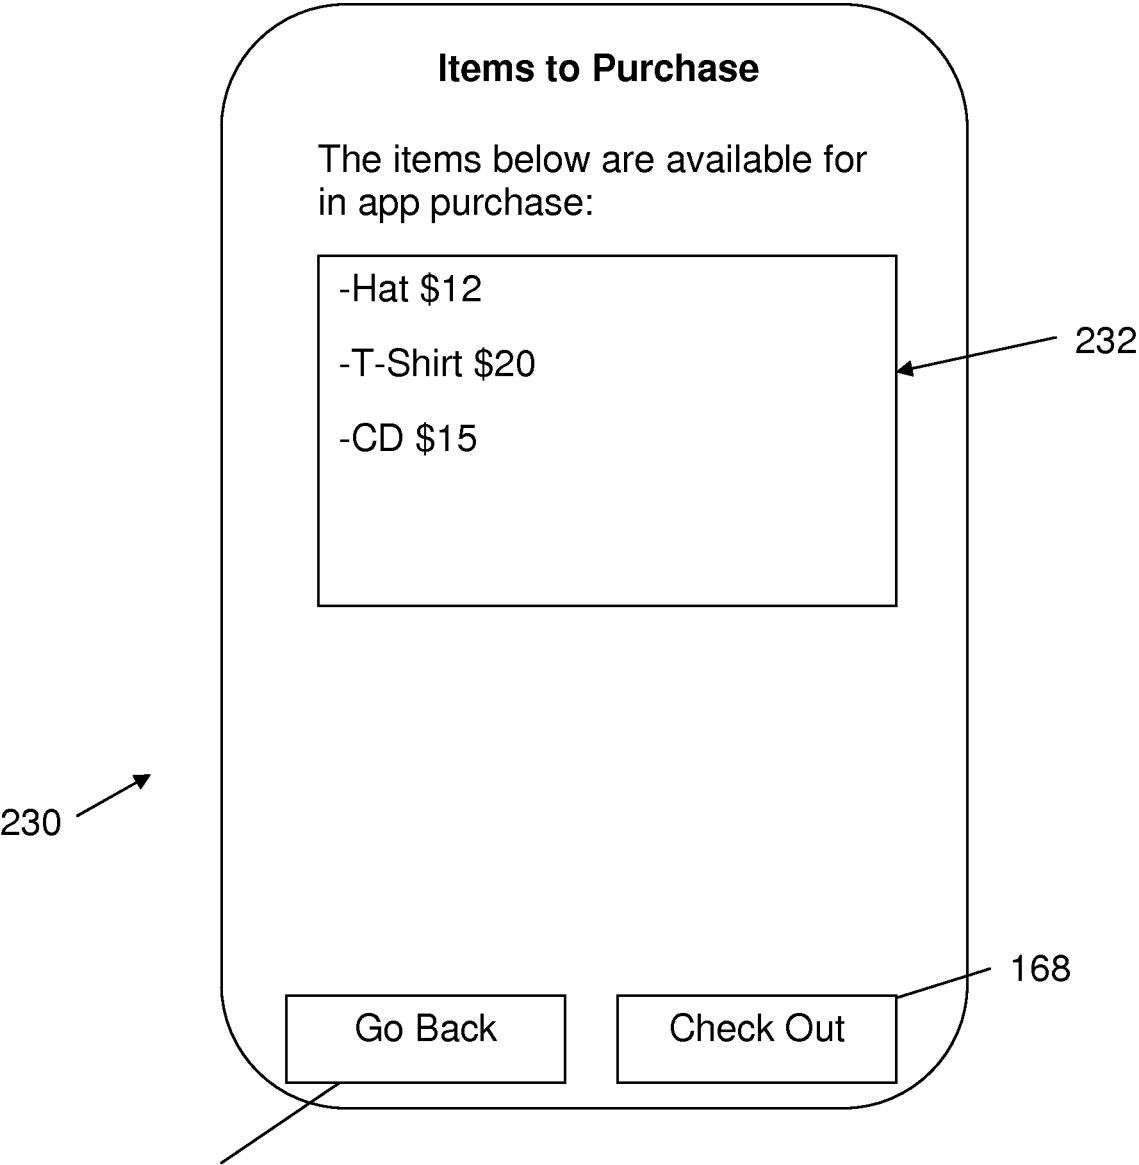 Items to Purchase
The items below are available for
in app purchase:
-Hat $12
-T-Shirt $20
-CD $15
232
230
168
Go Back
Check Out